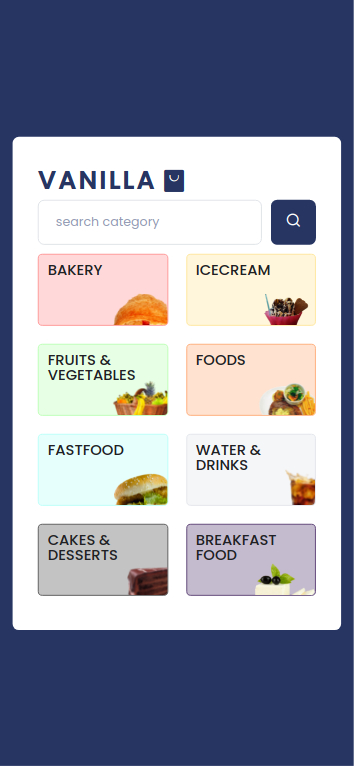 VANILLA
search category
BAKERY
ICECREAM
FRUITS &
VEGETABLES
FOODS
FASTFOOD
WATER &
DRINKS
CAKES &
DESSERTS
BREAKFAST
FOOD